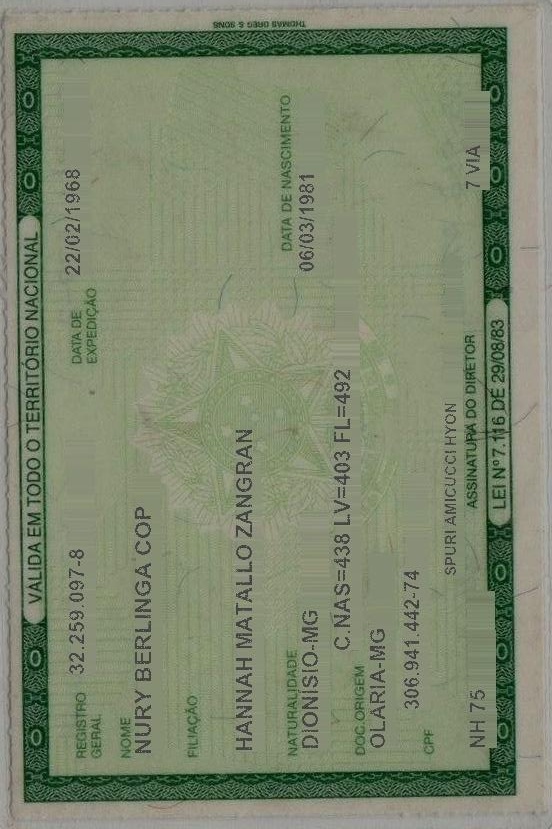 VÁLIDA EM TODO O TERRITÓRIO NACIONAL
REGISTRO GERAL 32.259.097-8 DATA DE EXPEDIÇÃO 22/02/1968
NOME NURY BERLINGA COP
FILIAÇÃO
HANNAH MATALLO ZANGRAN
NATURALIDADE DATA DE NASCIMENTO
DIONÍSIO-MG 06/03/1981
DOC.ORIGEM C.NAS=438 LV=403 FL=492
OLARIA-MG
CPF 306.941.442-74
SPURI AMICUCCI HYON
NH 75 ASSINATURA DO DIRETOR 7 VIA
LEI Nº 7.116 DE 29/08/83
THOMAS GREG & SONS